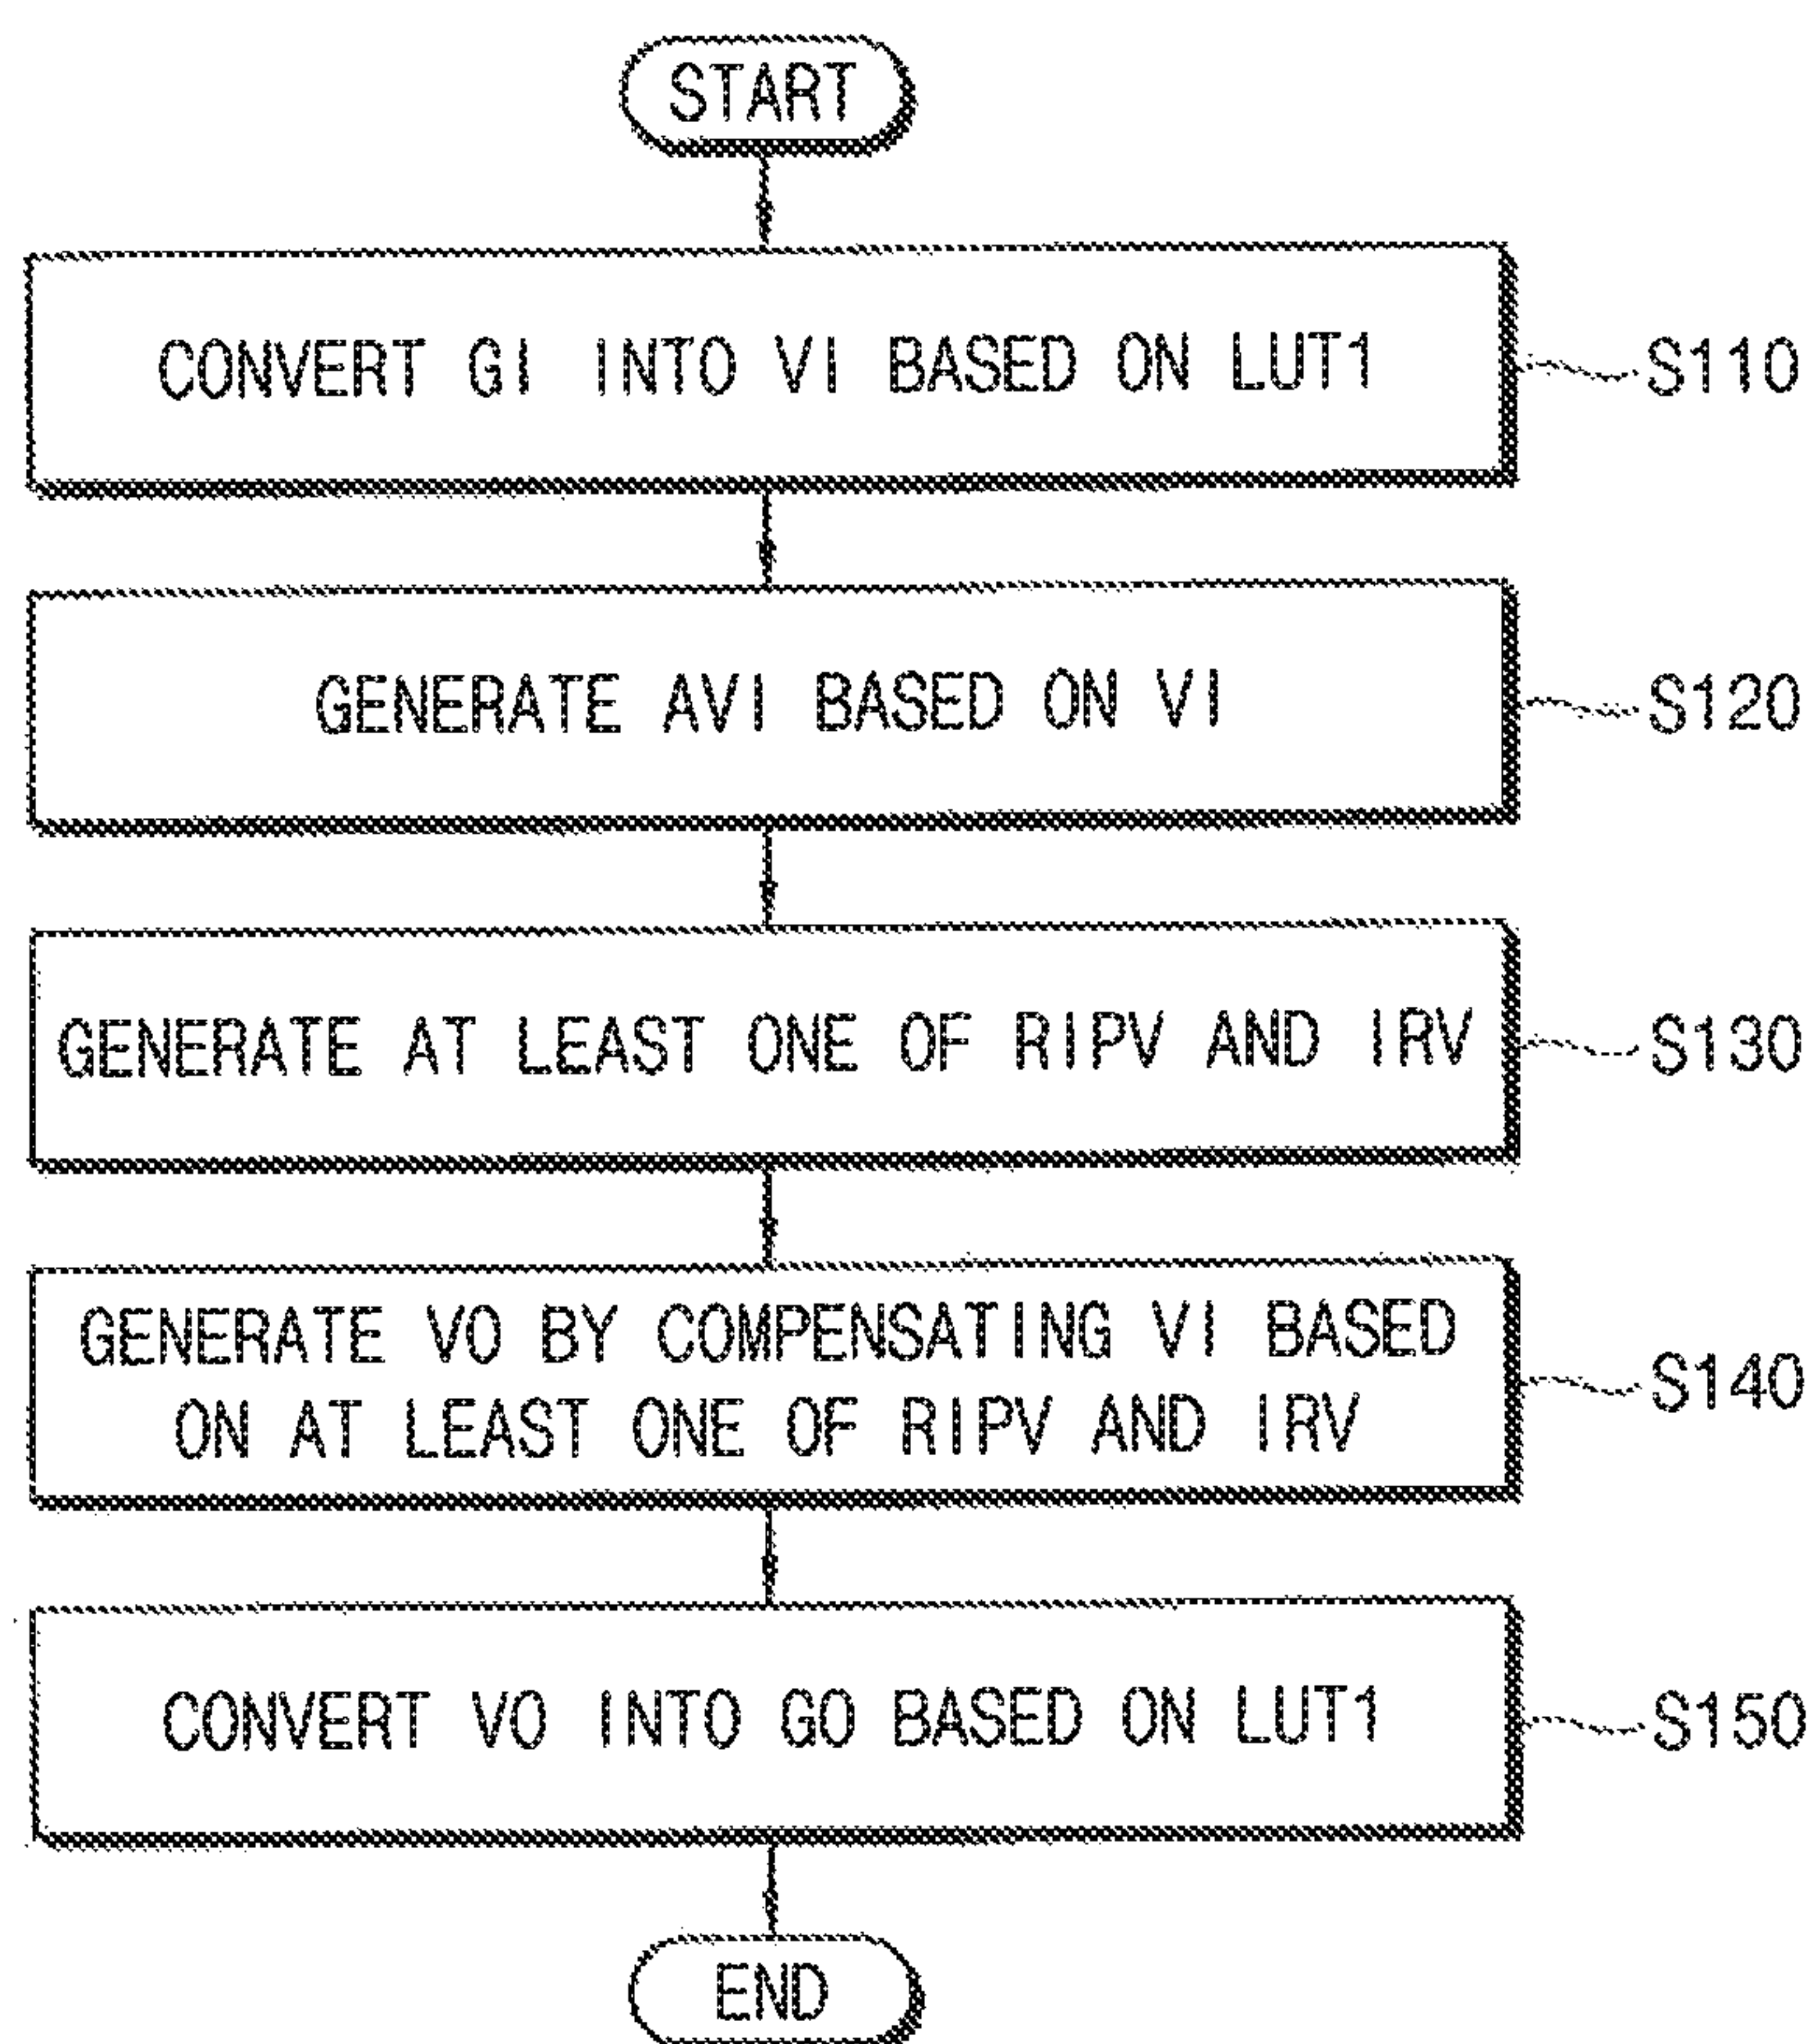 START
CONVERT GI INTO VI BASED ON LUT1
S110
GENERATE AVI BASED ON VI
S120
GENERATE AT LEAST ONE OF RIPV AND IRV
S130
GENERATE VO BY COMPENSATING VI BASED
ON AT LEAST ONE OF RIPV AND IRV
S140
CONVERT VO INTO GO BASED ON LUT1
S150
END